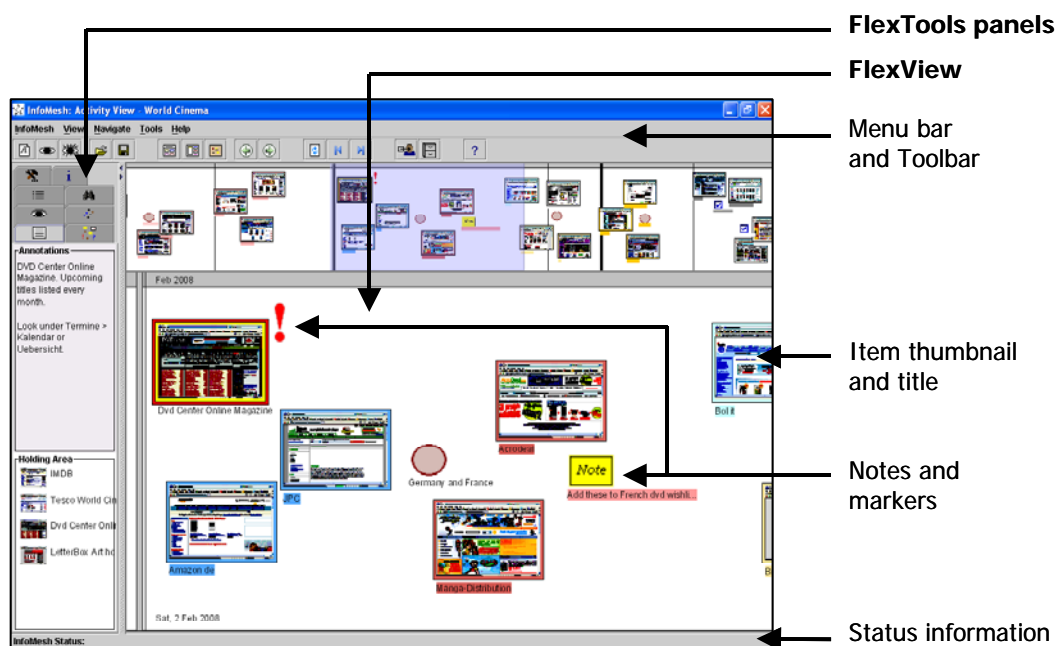 FlexTools panels
FlexView
InfoMesh: Activity View - World Cinema
InfoMesh View Navigate Tools Help
Menu bar
and Toolbar
Annotations
DVD Center Online
Magazine. Upcoming
titles listed every
month.
Look under Termine >
Kalendar or
Uebersicht.
Feb 2008
Item thumbnail
and title
Dvd Center Online Magazine
Bol it
Acrodeal
JPC
Germany and France
Note
Add these to French dvd wishli...
Notes and
markers
Holding Area
IMDB
Tesco World Cin
Dvd Center Onli
LetterBox Art ho
Amazon de
Manga-Distribution
B
Sat, 2 Feb 2008
InfoMesh Status:
Status information